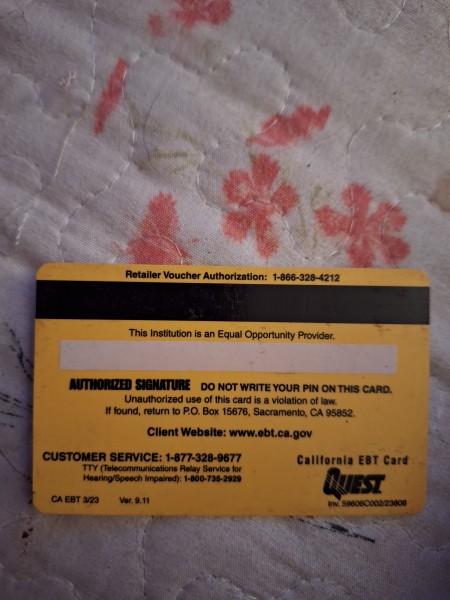 Retailer Voucher Authorization: 1-866-328-4212
This Institution is an Equal Opportunity Provider.
AUTHORIZED SIGNATURE DO NOT WRITE YOUR PIN ON THIS CARD.
Unauthorized use of this card is a violation of law.
If found, return to P.O. Box 15676, Sacramento, CA 95852.
Client Website: www.ebt.ca.gov
CUSTOMER SERVICE: 1-877-328-9677
TTY (Telecommunications Relay Service for
Hearing/Speech Impaired): 1-800-735-2929
California EBT Card
QUEST
CA EBT 3/23 Ver. 9.11
Inv. 59606C002/23808